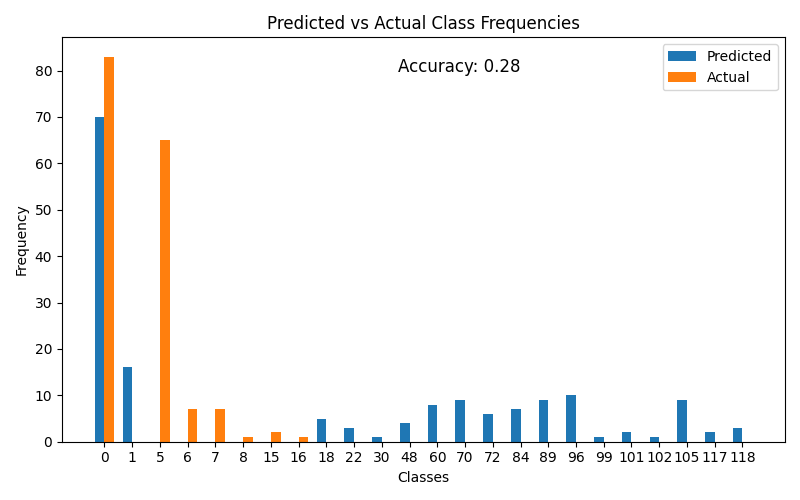 Predicted vs Actual Class Frequencies
Accuracy: 0.28
Predicted
Actual
Frequency
80
70
60
50
40
30
20
10
0
0 1 5 6 7 8 15 16 18 22 30 48 60 70 72 84 89 96 99 101 102 105 117 118
Classes